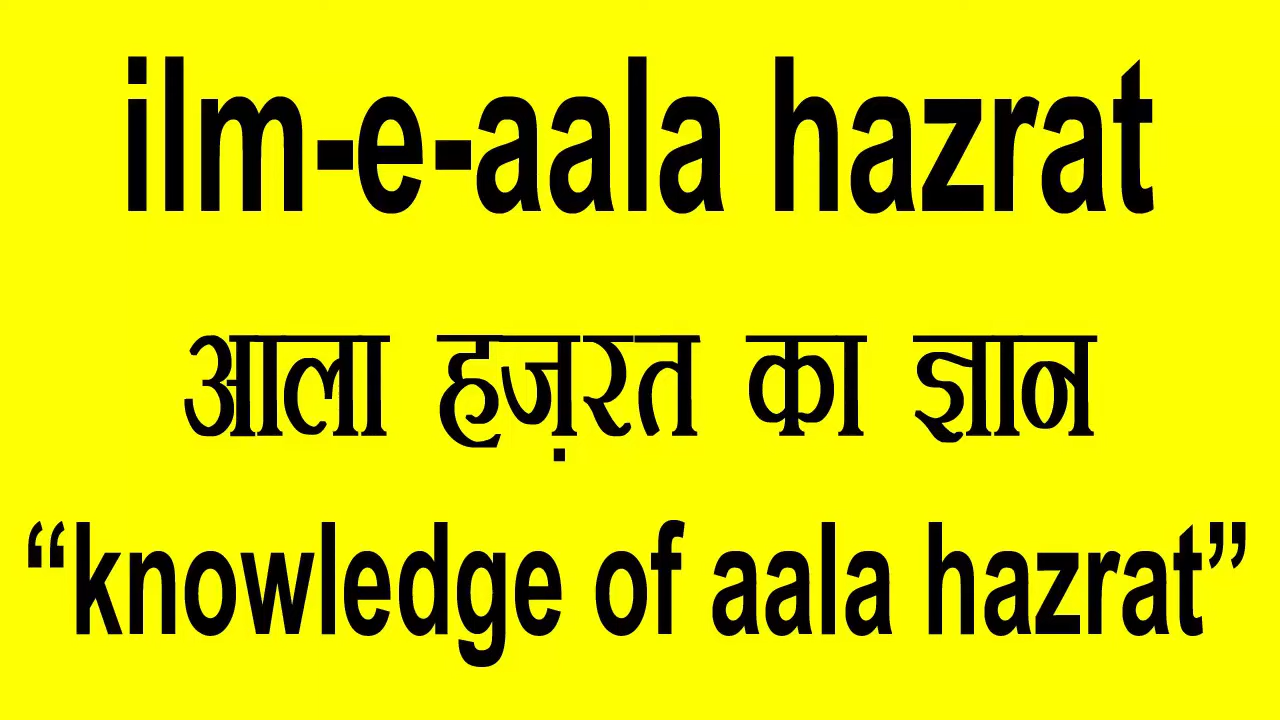 ilm-e-aala hazrat
आला हज़रत का ज्ञान
“knowledge of aala hazrat”